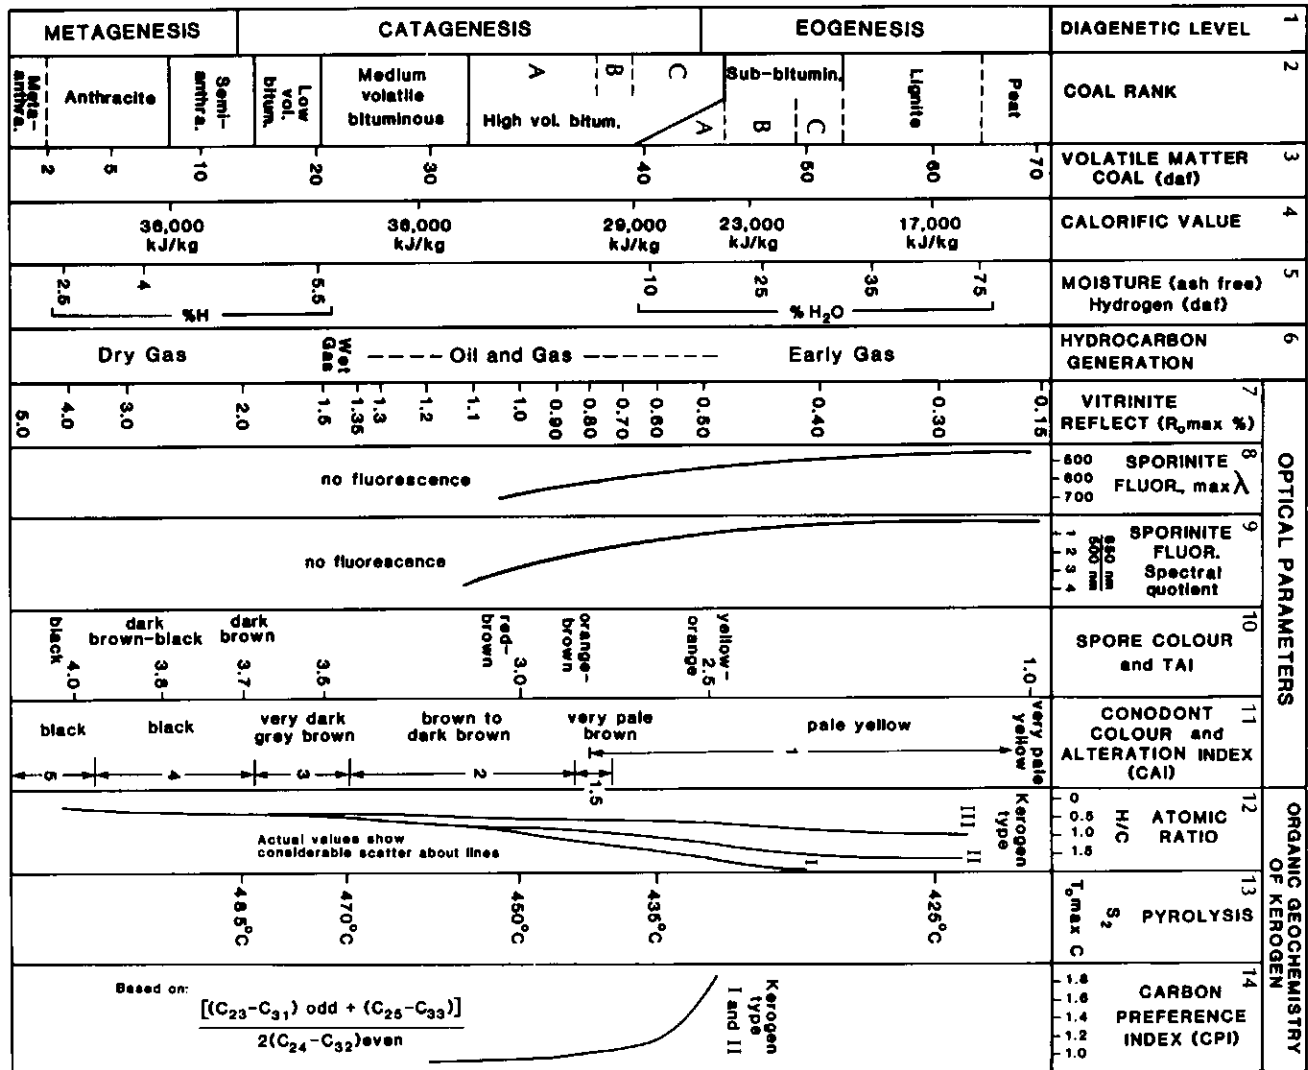 METAGENESIS CATAGENESIS EOGENESIS DIAGENETIC LEVEL 1
Meta-
anthra.
Anthracite
Semi-
anthra.
Low
vol.
bitum.
Medium
volatile
bituminous
A B C
High vol. bitum.
Sub-bitumin.
A B C
Lignite
Peat
COAL RANK
2
2 5 10 20 30 40 50 60 70
VOLATILE MATTER
COAL (daf)
3
36,000
kJ/kg
36,000
kJ/kg
29,000
kJ/kg
23,000
kJ/kg
17,000
kJ/kg
CALORIFIC VALUE
4
2.5 4 5.5
%H
10 25 35 75
% H₂O
MOISTURE (ash free)
Hydrogen (daf)
5
Dry Gas
Wet
Gas
Oil and Gas
Early Gas
HYDROCARBON
GENERATION
6
5.0 4.0 3.0 2.0 1.5 1.35 1.3 1.2 1.1 1.0 0.90 0.80 0.70 0.60 0.50 0.40 0.30 0.15
VITRINITE
REFLECT (Rₒmax %)
7
OPTICAL PARAMETERS
no fluorescence
500
600
700
SPORINITE
FLUOR., max λ
8
no fluorescence
1
2
3
4
650 nm
500 nm
SPORINITE
FLUOR.
Spectral
quotient
9
black
dark
brown-black
dark
brown
red-
brown
orange-
brown
yellow-
orange
4.0 3.8 3.7 3.5 3.0 2.5 1.0
SPORE COLOUR
and TAI
10
black
black
very dark
grey brown
brown to
dark brown
very pale
brown
pale yellow
very pale
yellow
5 4 3 2 1.5 1
CONODONT
COLOUR and
ALTERATION INDEX
(CAI)
11
ORGANIC GEOCHEMISTRY
OF KEROGEN
Actual values show
considerable scatter about lines
I
II
III
Kerogen
type
0
0.5
1.0
1.5
H/C
ATOMIC
RATIO
12
485°C 470°C 450°C 435°C 425°C
Tₒmax C
S₂
PYROLYSIS
13
Based on:
[(C23-C31) odd + (C25-C33)]
2(C24-C32)even
Kerogen
type
I and II
1.8
1.6
1.4
1.2
1.0
CARBON
PREFERENCE
INDEX (CPI)
14